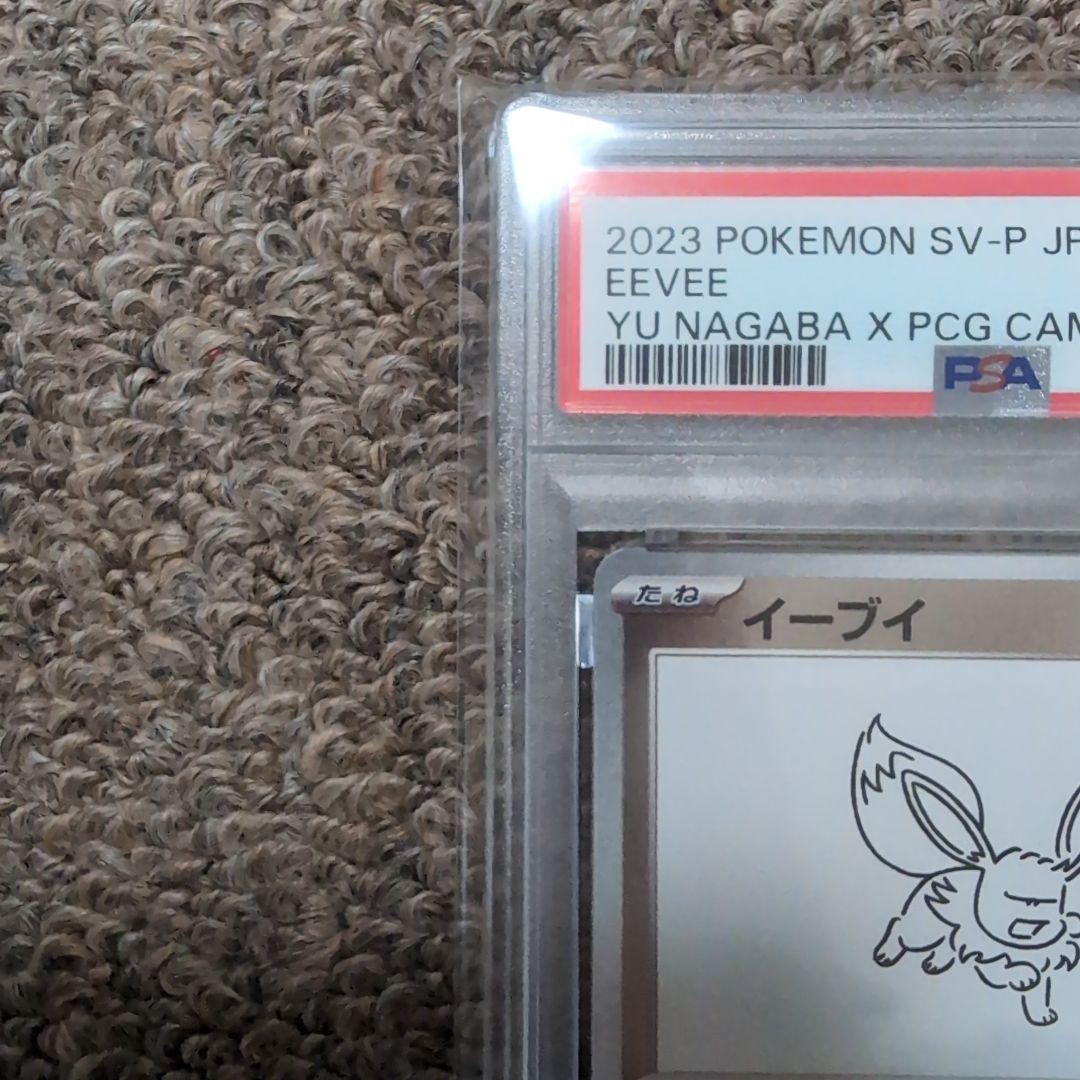 2023 POKEMON SV-P JP
EEVEE
YU NAGABA X PCG CAM
PSA
たね
イーブイ